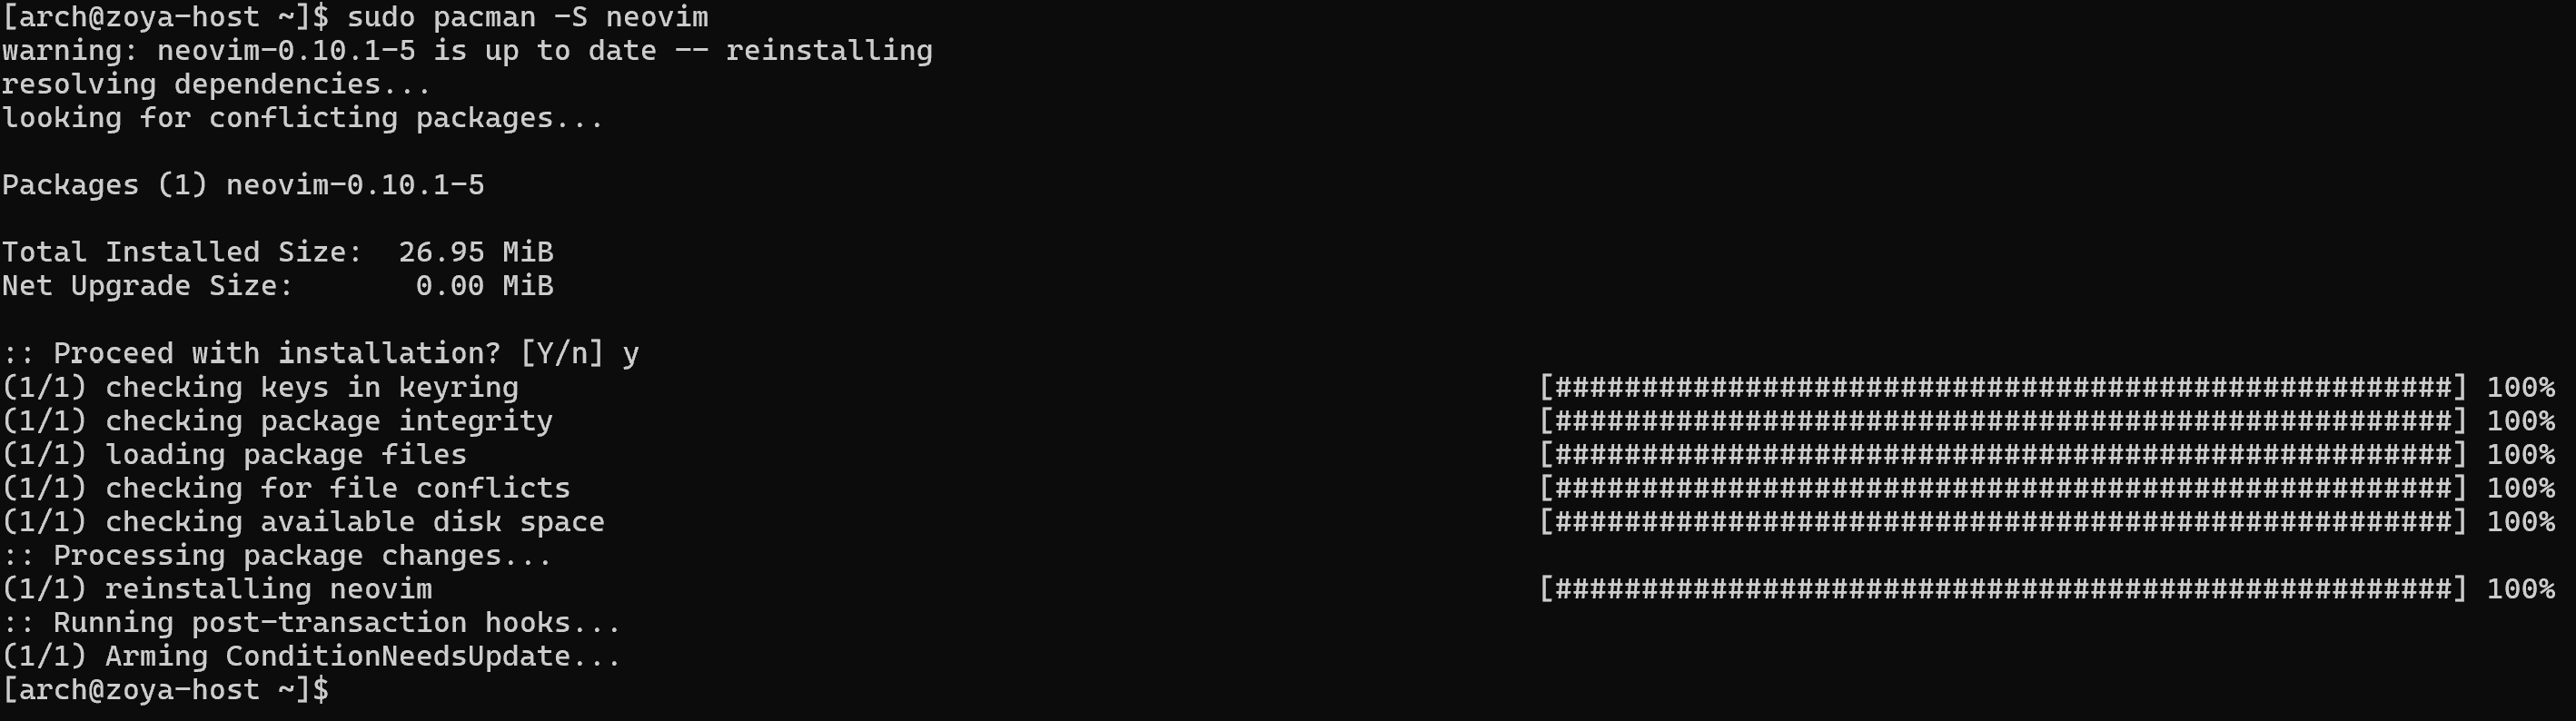 [arch@zoya-host ~]$ sudo pacman -S neovim
warning: neovim-0.10.1-5 is up to date -- reinstalling
resolving dependencies...
looking for conflicting packages...
Packages (1) neovim-0.10.1-5
Total Installed Size:  26.95 MiB
Net Upgrade Size:       0.00 MiB
:: Proceed with installation? [Y/n] y
(1/1) checking keys in keyring [####################################################] 100%
(1/1) checking package integrity [####################################################] 100%
(1/1) loading package files [####################################################] 100%
(1/1) checking for file conflicts [####################################################] 100%
(1/1) checking available disk space [####################################################] 100%
:: Processing package changes...
(1/1) reinstalling neovim [####################################################] 100%
:: Running post-transaction hooks...
(1/1) Arming ConditionNeedsUpdate...
[arch@zoya-host ~]$